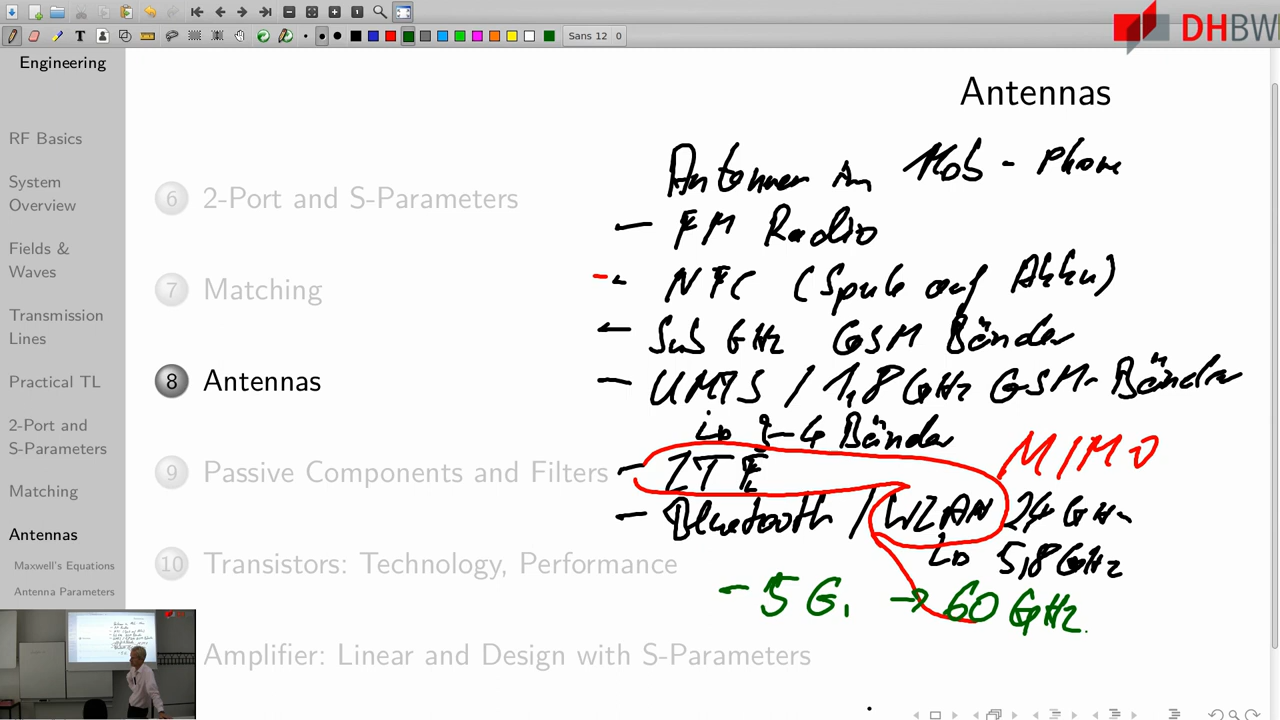 Sans 12 0
DHBW
Engineering
RF Basics
System
Overview
Fields &
Waves
Transmission
Lines
Practical TL
2-Port and
S-Parameters
Matching
Antennas
Maxwell's Equations
Antenna Parameters
Antennas
6 2-Port and S-Parameters
7 Matching
8 Antennas
9 Passive Components and Filters
10 Transistors: Technology, Performance
Amplifier: Linear and Design with S-Parameters
Antennen im Mob - Phone
- FM Radio
- NFC (Spule auf Akku)
- Sub GHz GSM Bänder
- UMTS / 1,8 GHz GSM-Bänder
Bänder
- LTE
MIMO
- Bluetooth / WLAN 2,4 GHz
5,8 GHz
- 5 G, → 60 GHz